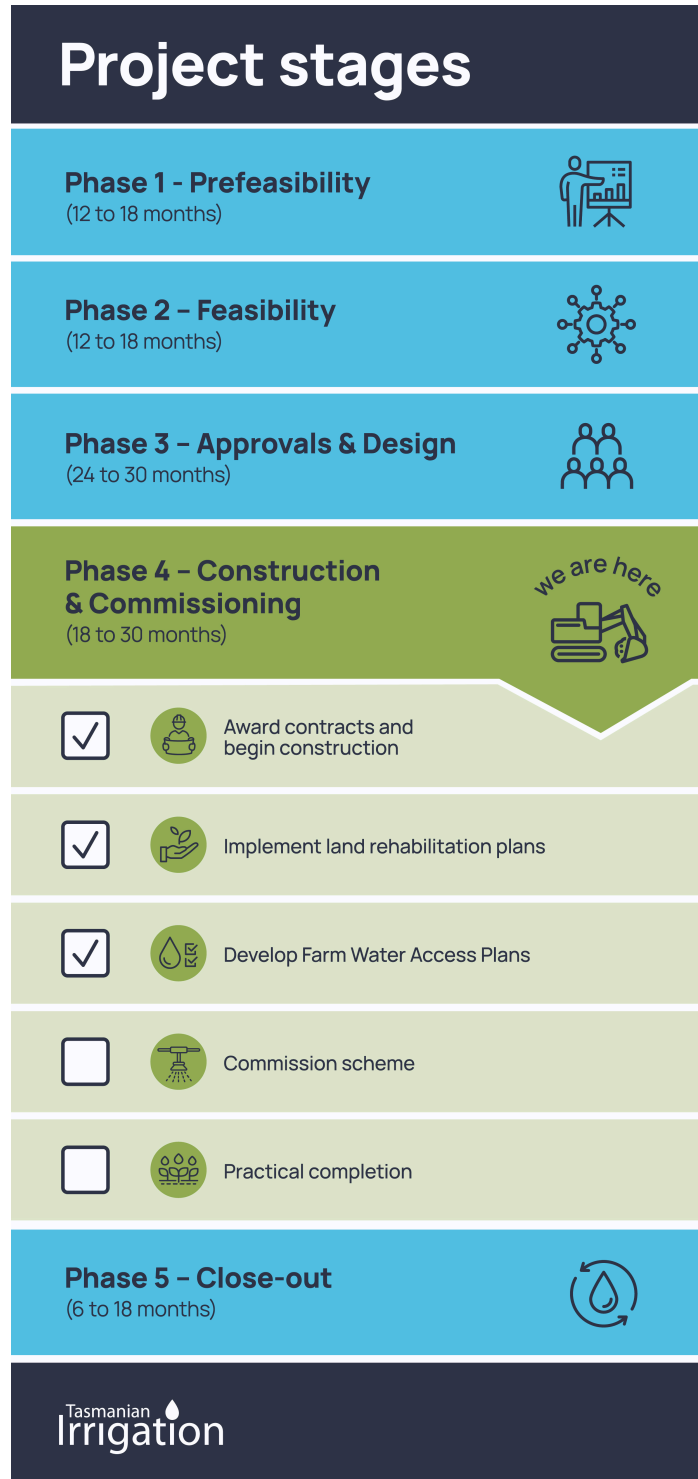 Project stages
Phase 1 - Prefeasibility
(12 to 18 months)
Phase 2 – Feasibility
(12 to 18 months)
Phase 3 – Approvals & Design
(24 to 30 months)
Phase 4 – Construction
& Commissioning
(18 to 30 months)
we are here
Award contracts and
begin construction
Implement land rehabilitation plans
Develop Farm Water Access Plans
Commission scheme
Practical completion
Phase 5 – Close-out
(6 to 18 months)
Tasmanian
Irrigation